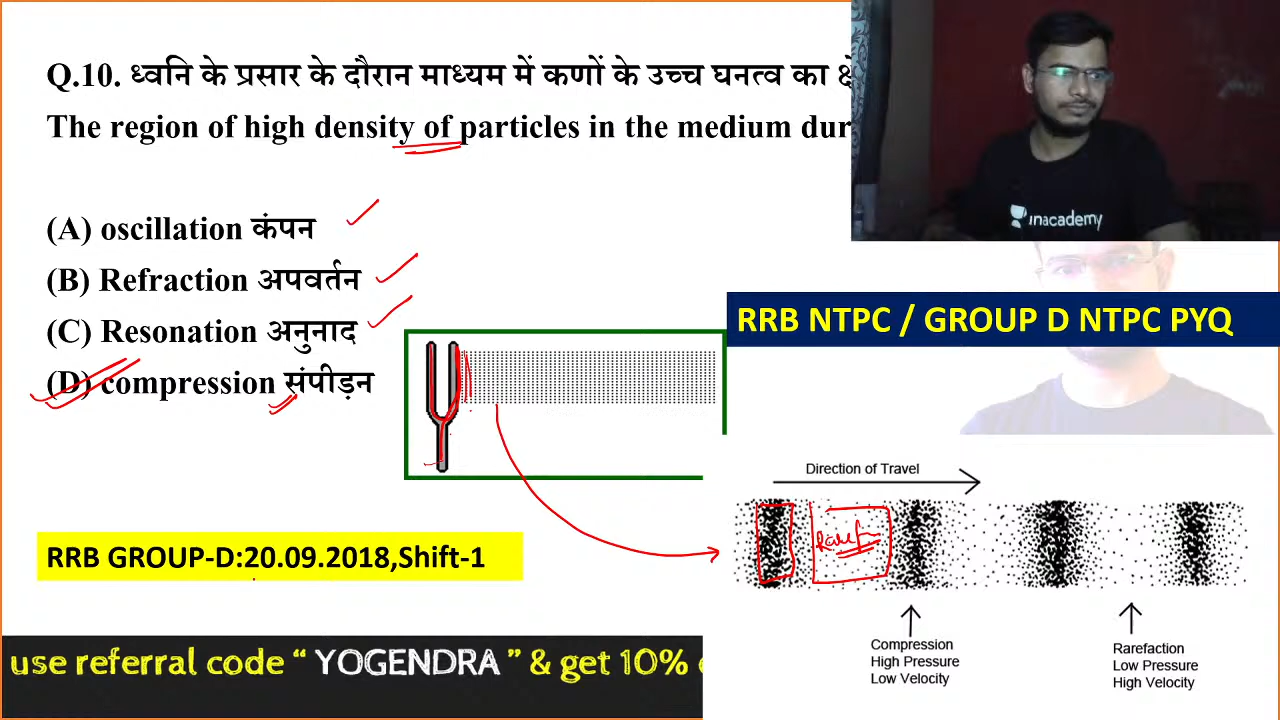 Q.10. ध्वनि के प्रसार के दौरान माध्यम में कणों के उच्च घनत्व का
The region of high density of particles in the medium dur
unacademy
(A) oscillation कंपन
(B) Refraction अपवर्तन
(C) Resonation अनुनाद
(D) compression संपीड़न
RRB NTPC / GROUP D NTPC PYQ
Direction of Travel
Rarefn
RRB GROUP-D:20.09.2018,Shift-1
Compression
High Pressure
Low Velocity
Rarefaction
Low Pressure
High Velocity
use referral code “ YOGENDRA ” & get 10%